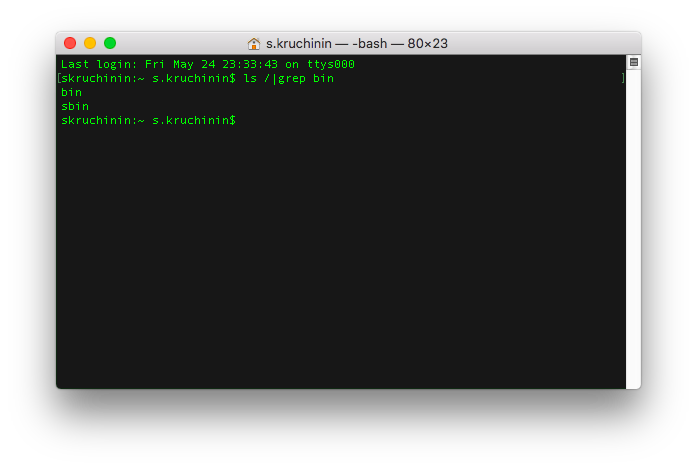 s.kruchinin — -bash — 80×23
Last login: Fri May 24 23:33:43 on ttys000
[skruchinin:~ s.kruchinin$ ls /|grep bin ]
bin
sbin
skruchinin:~ s.kruchinin$